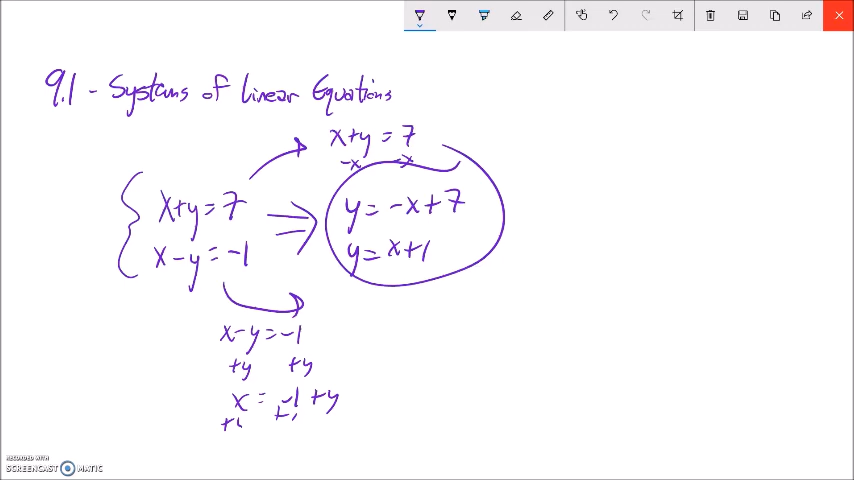 9.1 - Systems of Linear Equations
x+y = 7
-x -x
x+y = 7
x-y = -1
y = -x+7
y = x+1
x-y = -1
+y +y
x = -1 +y
+1 +1
RECORDED WITH
SCREENCAST MATIC